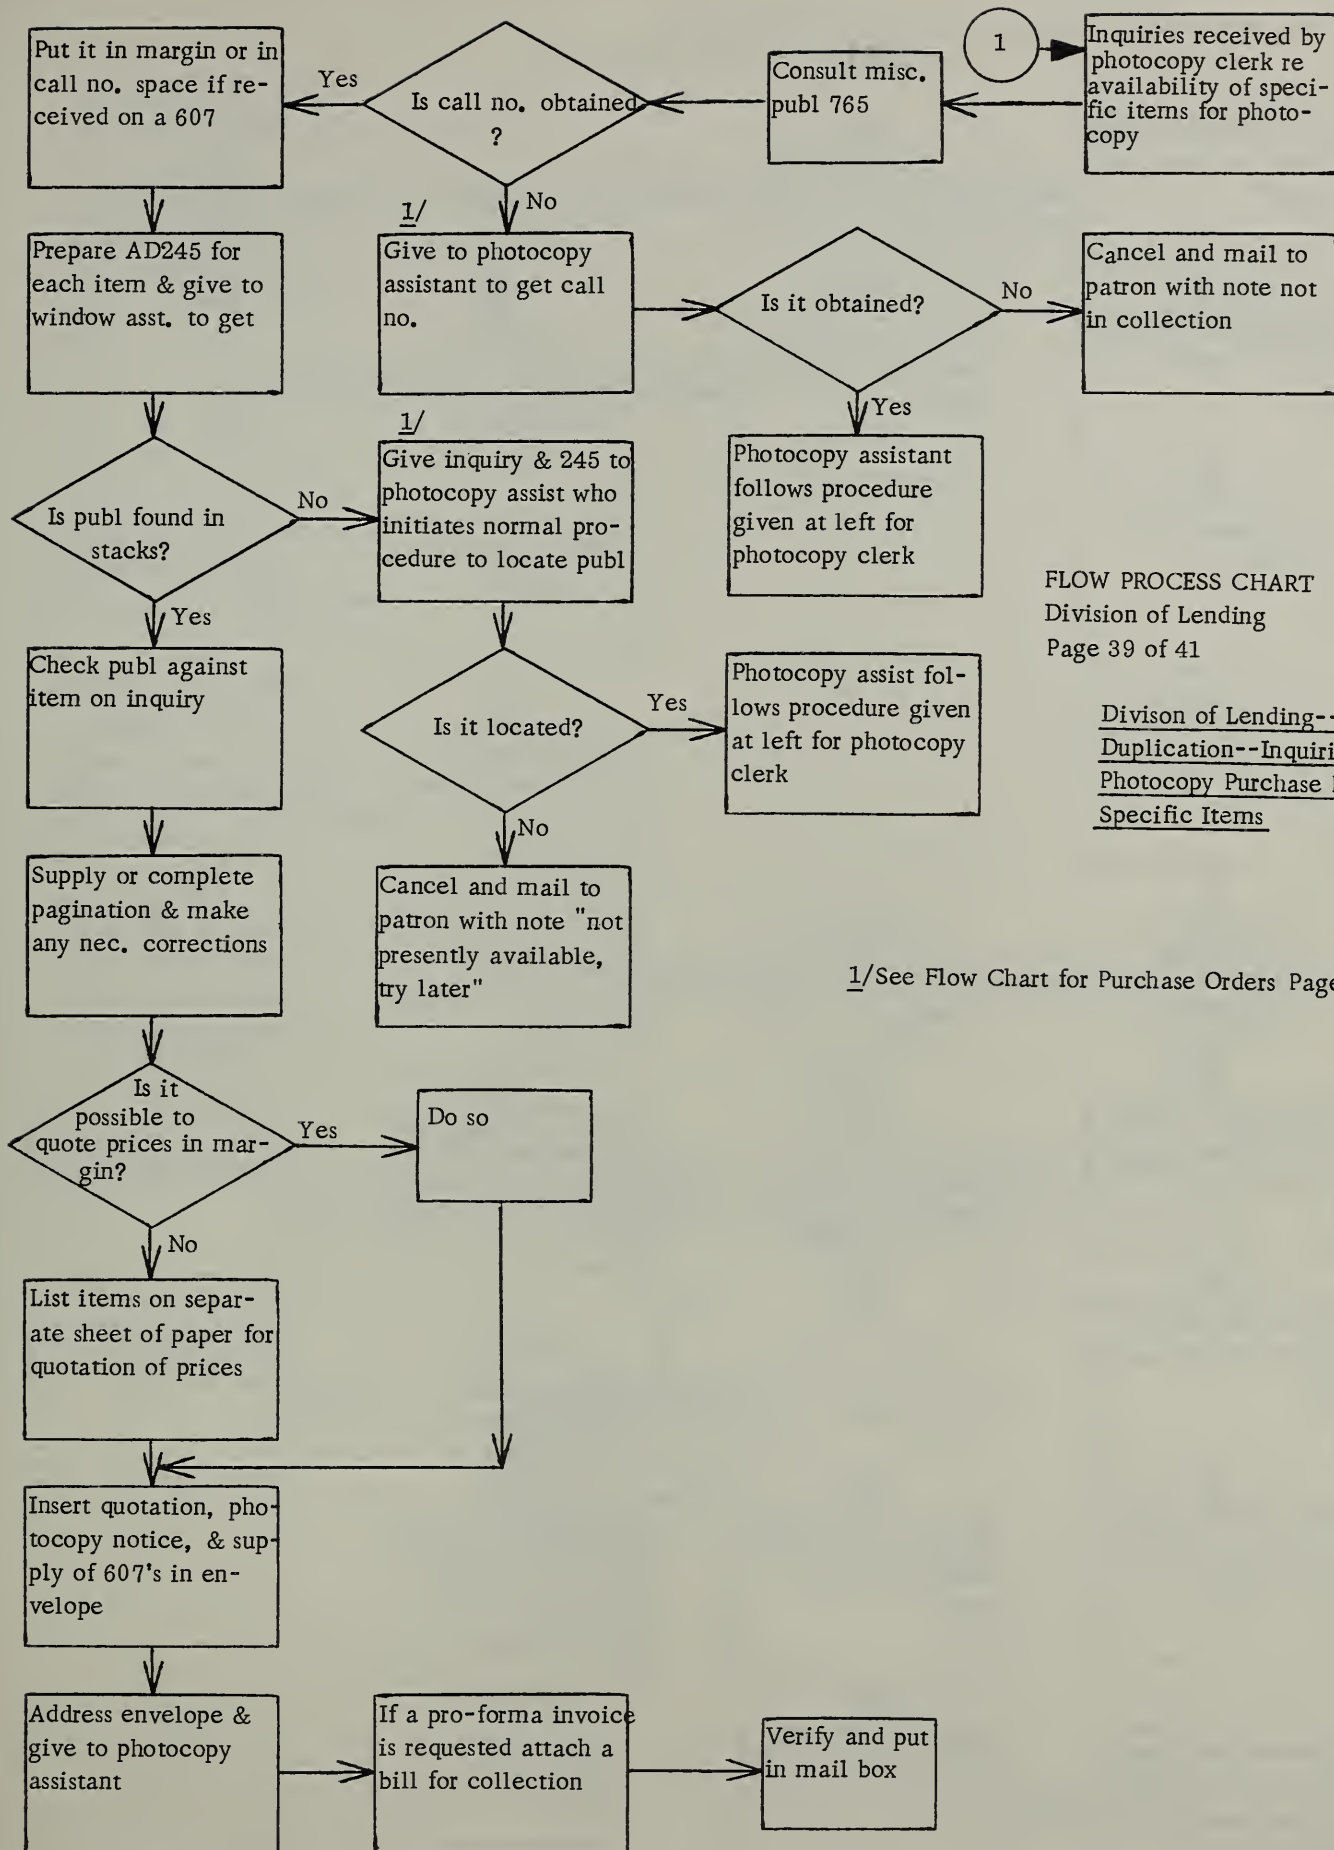 1
Inquiries received by
photocopy clerk re
availability of speci-
fic items for photo-
copy
Consult misc.
publ 765
Is call no. obtained
?
Yes
Put it in margin or in
call no. space if re-
ceived on a 607
No
1/
Give to photocopy
assistant to get call
no.
Is it obtained?
No
Cancel and mail to
patron with note not
in collection
Yes
Photocopy assistant
follows procedure
given at left for
photocopy clerk
Prepare AD245 for
each item & give to
window asst. to get
Is publ found in
stacks?
No
1/
Give inquiry & 245 to
photocopy assist who
initiates normal pro-
cedure to locate publ
Is it located?
Yes
Photocopy assist fol-
lows procedure given
at left for photocopy
clerk
No
Cancel and mail to
patron with note "not
presently available,
try later"
Yes
Check publ against
item on inquiry
Supply or complete
pagination & make
any nec. corrections
Is it
possible to
quote prices in mar-
gin?
Yes
Do so
No
List items on separ-
ate sheet of paper for
quotation of prices
Insert quotation, pho-
tocopy notice, & sup-
ply of 607's in en-
velope
Address envelope &
give to photocopy
assistant
If a pro-forma invoice
is requested attach a
bill for collection
Verify and put
in mail box
FLOW PROCESS CHART
Division of Lending
Page 39 of 41
Divison of Lending--
Duplication--
Photocopy Purchase
Specific Items
1/See Flow Chart for Purchase Orders